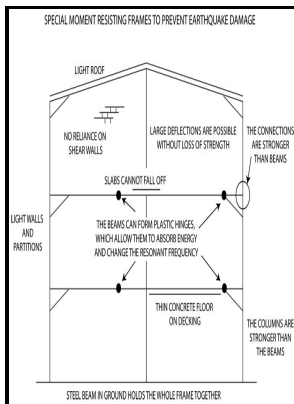 SPECIAL MOMENT RESISTING FRAMES TO PREVENT EARTHQUAKE DAMAGE
LIGHT ROOF
NO RELIANCE ON
SHEAR WALLS
LARGE DEFLECTIONS ARE POSSIBLE
WITHOUT LOSS OF STRENGTH
THE CONNECTIONS
ARE STRONGER
THAN BEAMS
SLABS CANNOT FALL OFF
LIGHT WALLS
AND
PARTITIONS
THE BEAMS CAN FORM PLASTIC HINGES,
WHICH ALLOW THEM TO ABSORB ENERGY
AND CHANGE THE RESONANT FREQUENCY
THIN CONCRETE FLOOR
ON DECKING
THE COLUMNS ARE
STRONGER THAN
THE BEAMS
STEEL BEAM IN GROUND HOLDS THE WHOLE FRAME TOGETHER